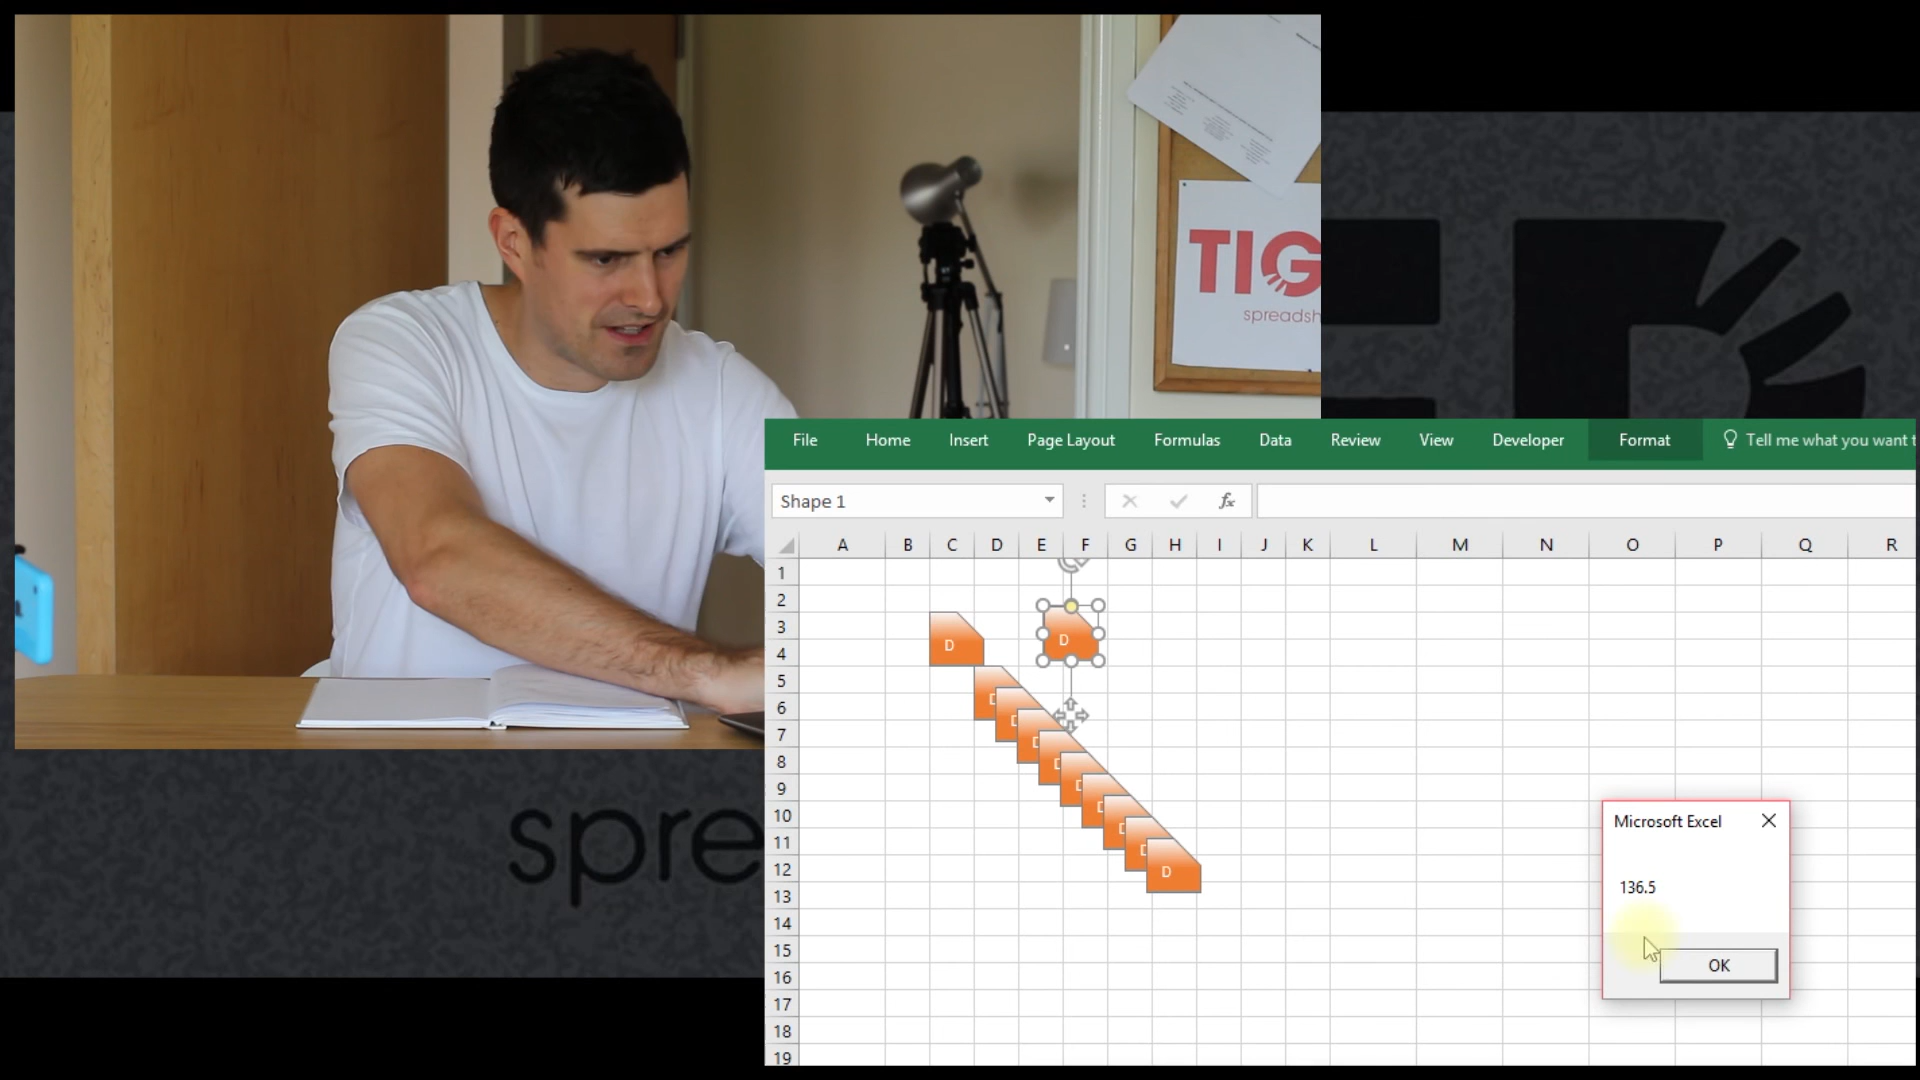 TIG
spreadsh
File Home Insert Page Layout Formulas Data Review View Developer Format Tell me what you want t
Shape 1
fx
A B C D E F G H I J K L M N O P Q R
1
2
3
D D
4
5
6
D
D
7
D
8
D
9
D
10
D
11
D
D
12
D
13
14
15
16
17
18
19
Microsoft Excel
136.5
OK
spre